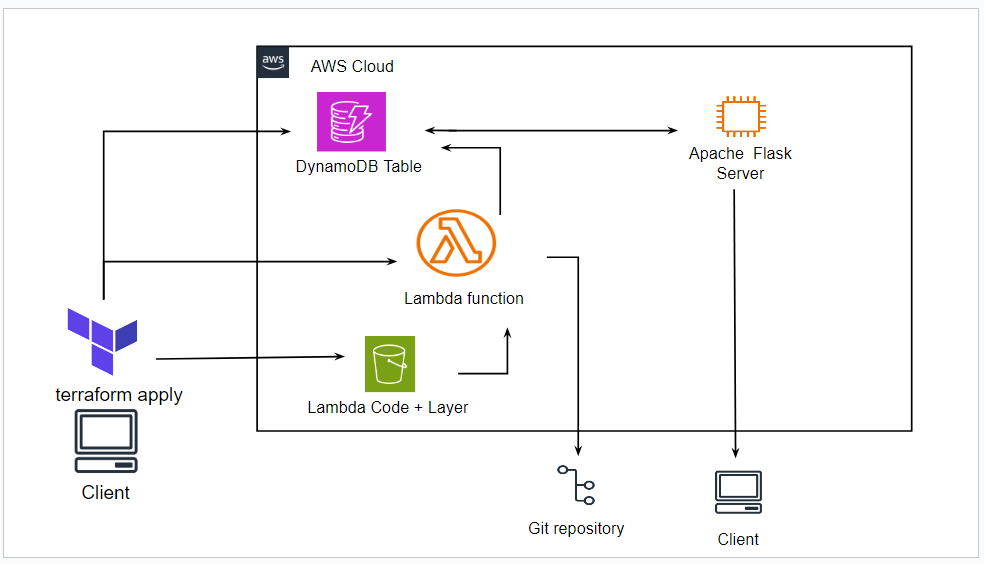 aws
AWS Cloud
DynamoDB Table
Apache Flask
Server
Lambda function
terraform apply
Lambda Code + Layer
Client
Git repository
Client